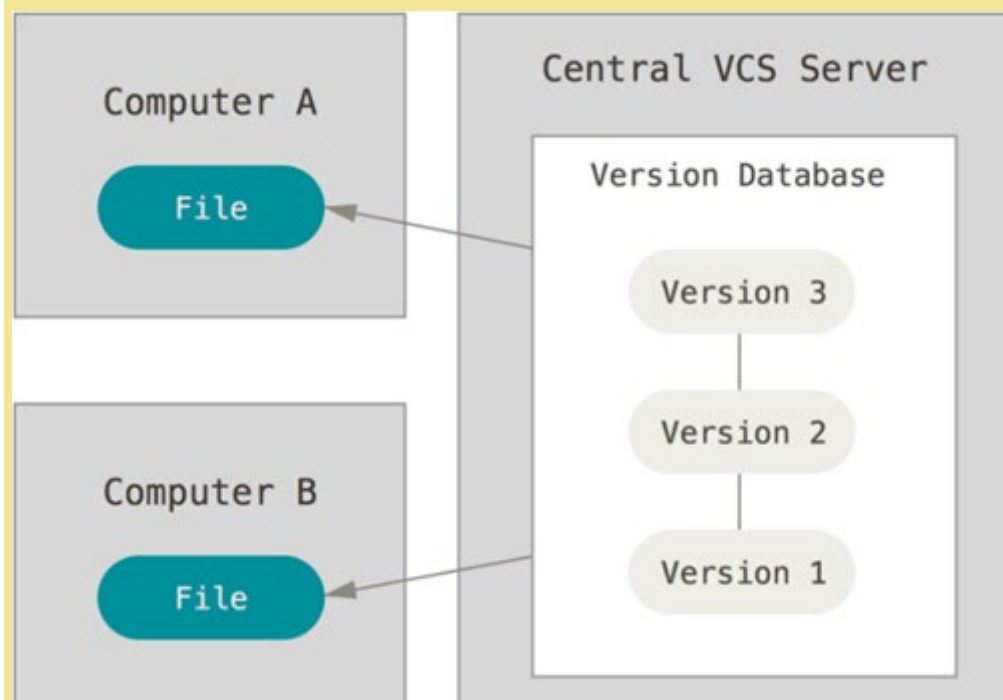 Computer A
File
Computer B
File
Central VCS Server
Version Database
Version 3
Version 2
Version 1